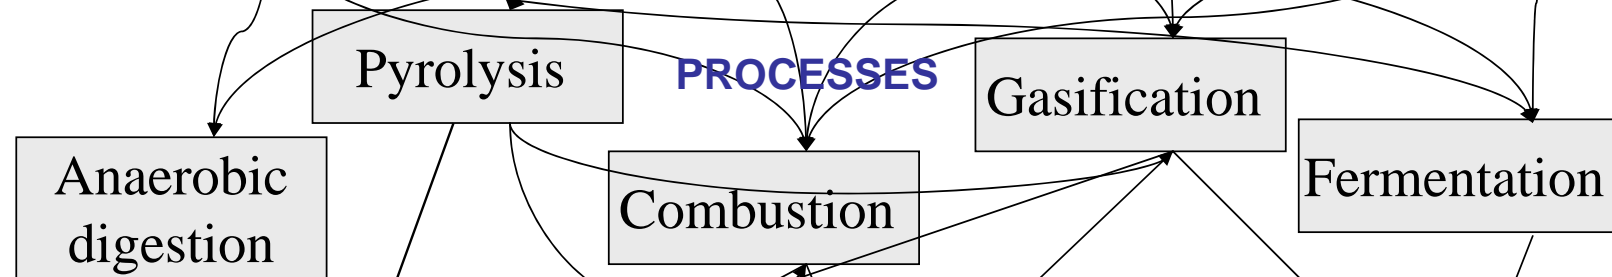 Pyrolysis
PROCESSES
Gasification
Anaerobic
digestion
Combustion
Fermentation